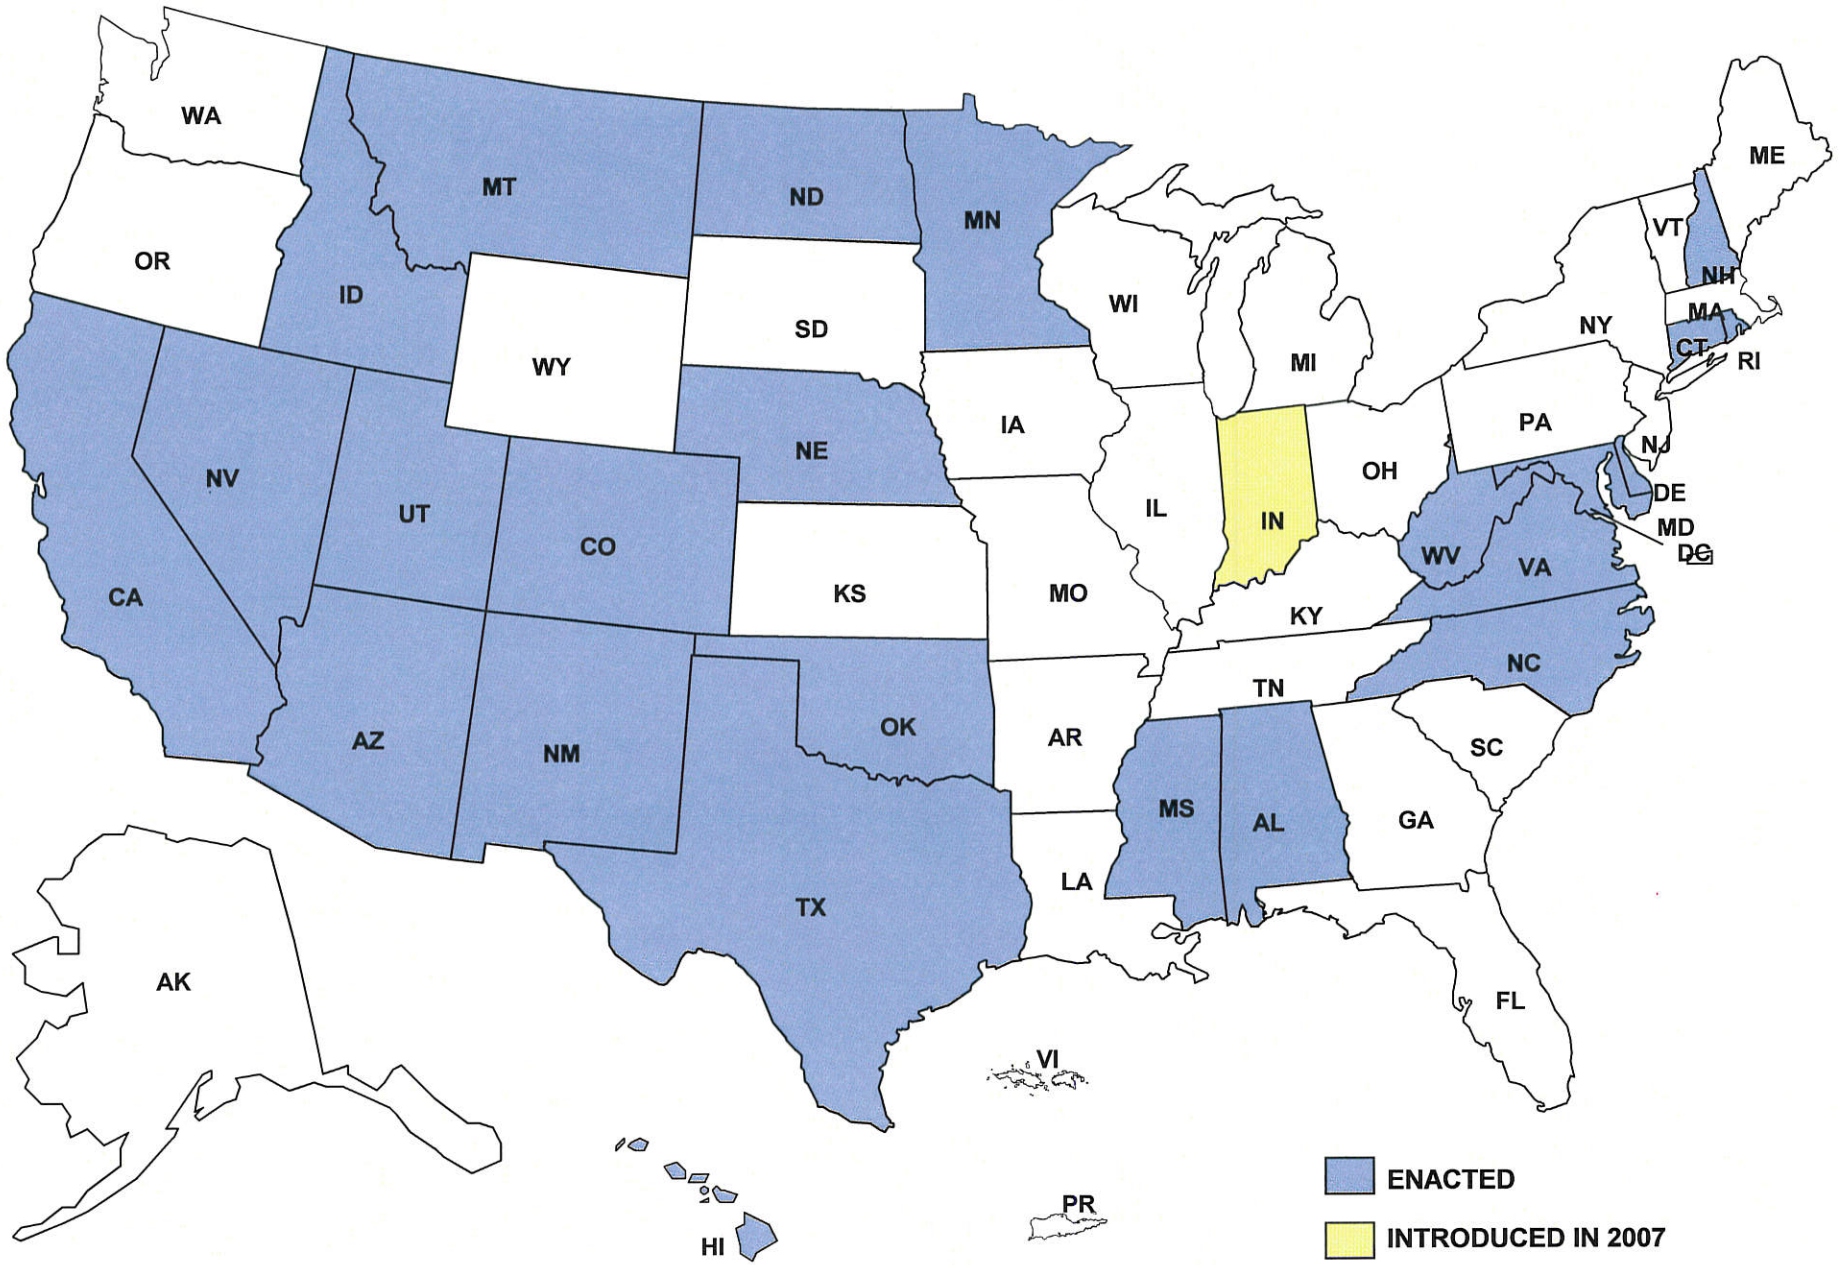 WA
MT
ND
MN
ME
VT
NH
OR
ID
SD
WI
MI
NY
MA
CT
RI
WY
IA
PA
NJ
NE
OH
NV
UT
CO
IL
IN
DE
MD
DC
WV
VA
CA
KS
MO
KY
NC
TN
AZ
NM
OK
AR
SC
MS
AL
GA
LA
TX
AK
FL
VI
HI
PR
ENACTED
INTRODUCED IN 2007